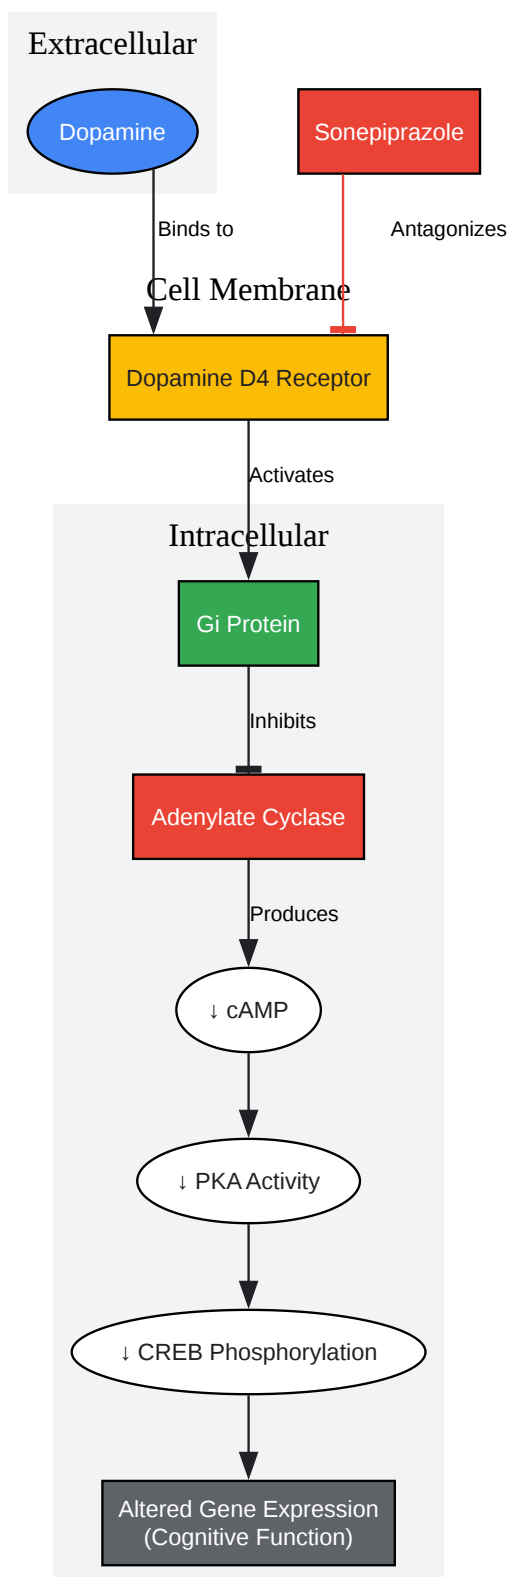 Extracellular
Dopamine
Sonepiprazole
Binds to
Antagonizes
Cell Membrane
Dopamine D4 Receptor
Activates
Intracellular
Gi Protein
Inhibits
Adenylate Cyclase
Produces
↓ cAMP
↓ PKA Activity
↓ CREB Phosphorylation
Altered Gene Expression
(Cognitive Function)